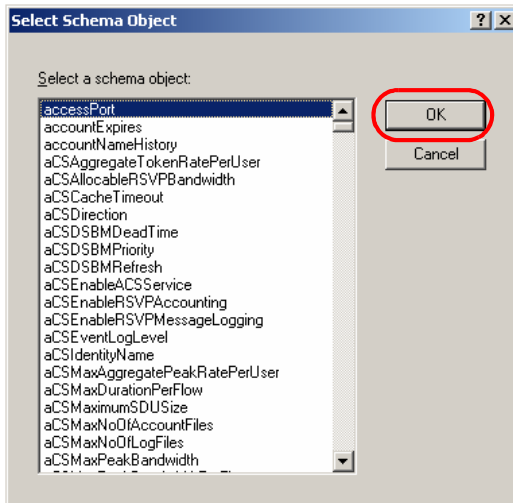 Select Schema Object
Select a schema object:
accessPort
accountExpires
accountNameHistory
aCSAggregateTokenRatePerUser
aCSAllocableRSVPBandwidth
aCSCacheTimeout
aCSDirection
aCSDSBMDeadTime
aCSDSBMPriority
aCSDSBMRefresh
aCSEnableACSService
aCSEnableRSVPAccounting
aCSEnableRSVPMessageLogging
aCSEventLogLevel
aCSIdentityName
aCSMaxAggregatePeakRatePerUser
aCSMaxDurationPerFlow
aCSMaximumSDUSize
aCSMaxNoOfAccountFiles
aCSMaxNoOfLogFiles
aCSMaxPeakBandwidth
OK
Cancel